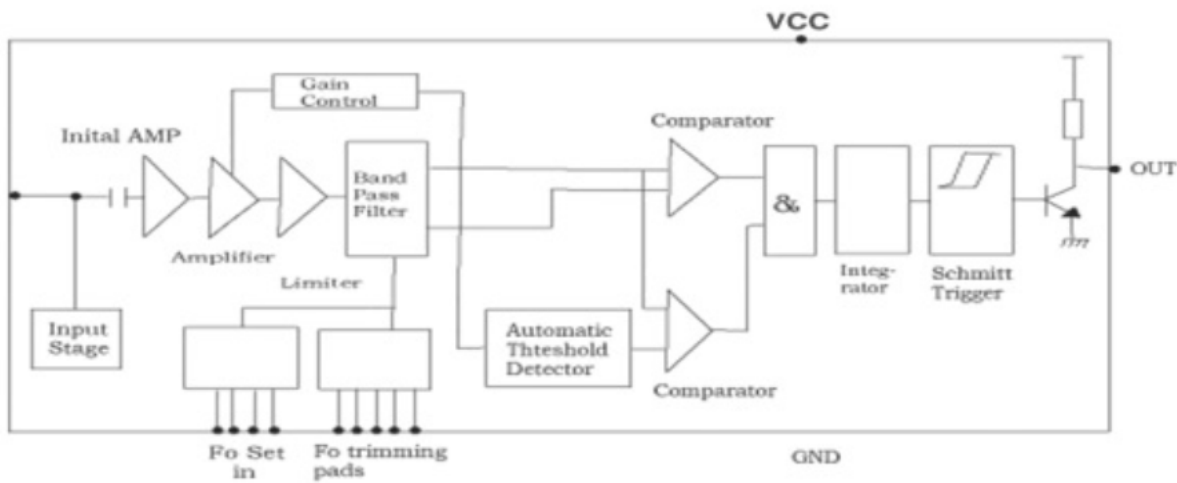 VCC
Gain
Control
Inital AMP
Comparator
Band
Pass
Filter
OUT
&
Amplifier
Limiter
Integ-
rator
Schmitt
Trigger
Input
Stage
Automatic
Thteshold
Detector
Comparator
Fo Set
in
Fo trimming
pads
GND